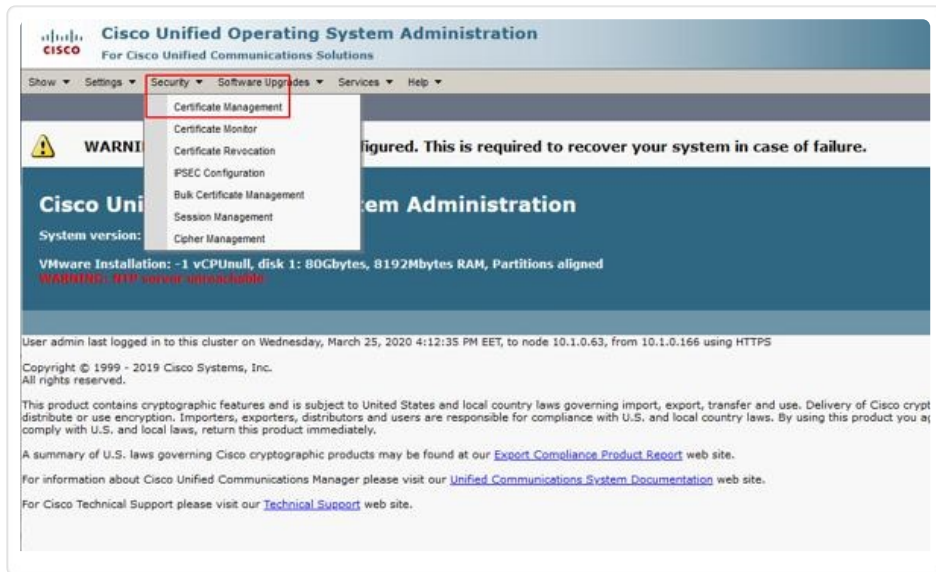 cisco
Cisco Unified Operating System Administration
For Cisco Unified Communications Solutions
Show Settings Security Software Upgrades Services Help
Certificate Management
Certificate Monitor
Certificate Revocation
IPSEC Configuration
Bulk Certificate Management
Session Management
Cipher Management
WARNI figured. This is required to recover your system in case of failure.
Cisco Uni em Administration
System version:
VMware Installation: -1 vCPUnull, disk 1: 80Gbytes, 8192Mbytes RAM, Partitions aligned
WARNING: NTP server unreachable
User admin last logged in to this cluster on Wednesday, March 25, 2020 4:12:35 PM EET, to node 10.1.0.63, from 10.1.0.166 using HTTPS
Copyright © 1999 - 2019 Cisco Systems, Inc.
All rights reserved.
This product contains cryptographic features and is subject to United States and local country laws governing import, export, transfer and use. Delivery of Cisco crypt
distribute or use encryption. Importers, exporters, distributors and users are responsible for compliance with U.S. and local country laws. By using this product you ag
comply with U.S. and local laws, return this product immediately.
A summary of U.S. laws governing Cisco cryptographic products may be found at our Export Compliance Product Report web site.
For information about Cisco Unified Communications Manager please visit our Unified Communications System Documentation web site.
For Cisco Technical Support please visit our Technical Support web site.